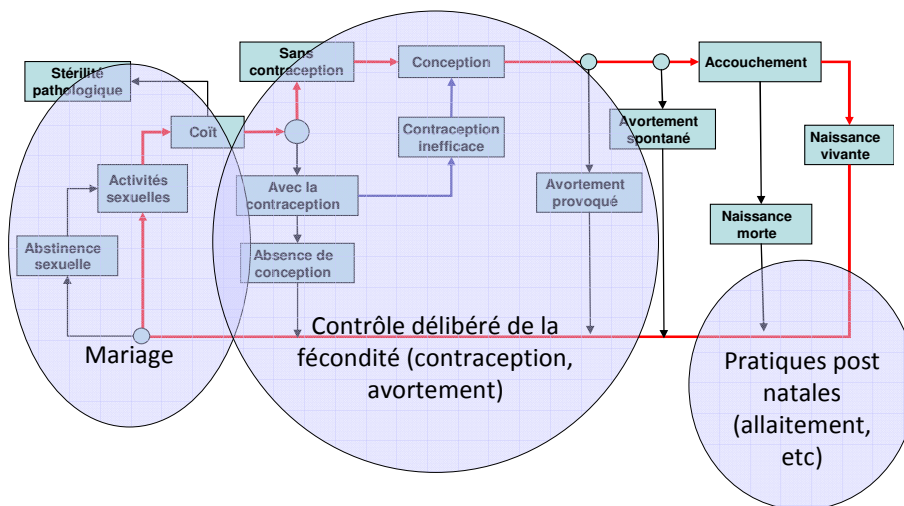 Stérilité
pathologique
Sans
contraception
Conception
Accouchement
Coït
Contraception
inefficace
Avortement
spontané
Naissance
vivante
Activités
sexuelles
Avec la
contraception
Avortement
provoqué
Abstinence
sexuelle
Absence de
conception
Naissance
morte
Mariage
Contrôle délibéré de la
fécondité (contraception,
avortement)
Pratiques post
natales
(allaitement,
etc)